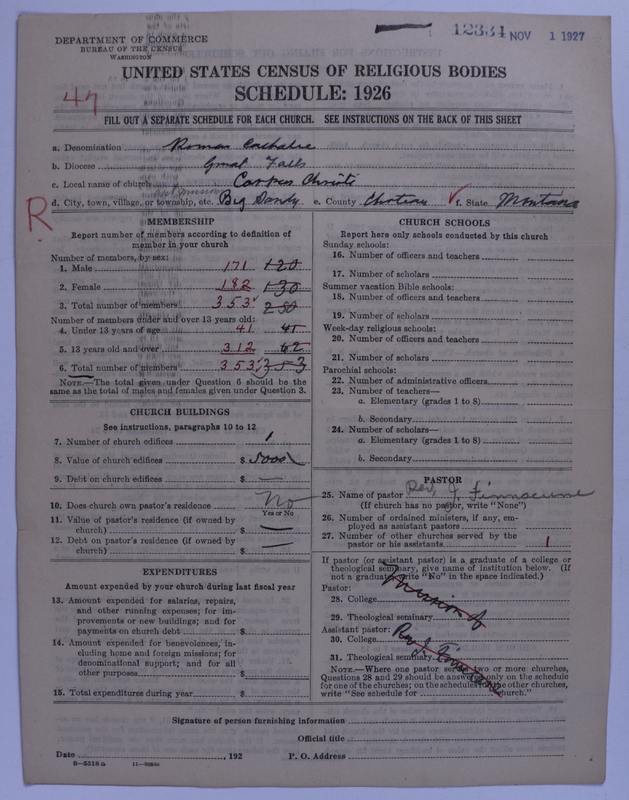 12334 NOV 1 1927
DEPARTMENT OF COMMERCE
BUREAU OF THE CENSUS
WASHINGTON
UNITED STATES CENSUS OF RELIGIOUS BODIES
SCHEDULE: 1926
47
FILL OUT A SEPARATE SCHEDULE FOR EACH CHURCH. SEE INSTRUCTIONS ON THE BACK OF THIS SHEET
a. Denomination Roman Catholic
b. Diocese Great Falls
c. Local name of church Corpus Christi
R d. City, town, village, or township, etc. Big Sandy e. County Choteau f. State Montana
MEMBERSHIP
Report number of members according to definition of
member in your church
Number of members, by sex:
1. Male 171 120
2. Female 182 130
3. Total number of members 353 250
Number of members under and over 13 years old:
4. Under 13 years of age 41 41
5. 13 years old and over 312 62
6. Total number of members 353 353
NOTE.—The total given under Question 6 should be the
same as the total of males and females given under Question 3.
CHURCH BUILDINGS
See instructions, paragraphs 10 to 12
7. Number of church edifices 1
8. Value of church edifices $ 5000
9. Debt on church edifices $ —
10. Does church own pastor's residence No
Yes or No
11. Value of pastor's residence (if owned by
church) $ —
12. Debt on pastor's residence (if owned by
church) $ —
EXPENDITURES
Amount expended by your church during last fiscal year
13. Amount expended for salaries, repairs,
and other running expenses; for im-
provements or new buildings; and for
payments on church debt $
14. Amount expended for benevolences, in-
cluding home and foreign missions; for
denominational support; and for all
other purposes $
15. Total expenditures during year $
CHURCH SCHOOLS
Report here only schools conducted by this church
Sunday schools:
16. Number of officers and teachers
17. Number of scholars
Summer vacation Bible schools:
18. Number of officers and teachers
19. Number of scholars
Week-day religious schools:
20. Number of officers and teachers
21. Number of scholars
Parochial schools:
22. Number of administrative officers
23. Number of teachers—
a. Elementary (grades 1 to 8)
b. Secondary
24. Number of scholars—
a. Elementary (grades 1 to 8)
b. Secondary
PASTOR
25. Name of pastor Rev. J.
(If church has no pastor, write "None")
26. Number of ordained ministers, if any, em-
ployed as assistant pastors
27. Number of other churches served by the
pastor or his assistants 1
If pastor (or assistant pastor) is a graduate of a college or
theological seminary, give name of institution below. (If
not a graduate, write "No" in the space indicated.)
Pastor: Mission of
28. College
29. Theological seminary
Assistant pastor: Rev. J.
30. College
31. Theological seminary
NOTE.—Where one pastor serves two or more churches,
Questions 28 and 29 should be answered only on the schedule
for one of the churches; on the schedules of the other churches,
write "See schedule for church."
Signature of person furnishing information
Official title
Date , 192 P. O. Address
8—5518a 11—9084a